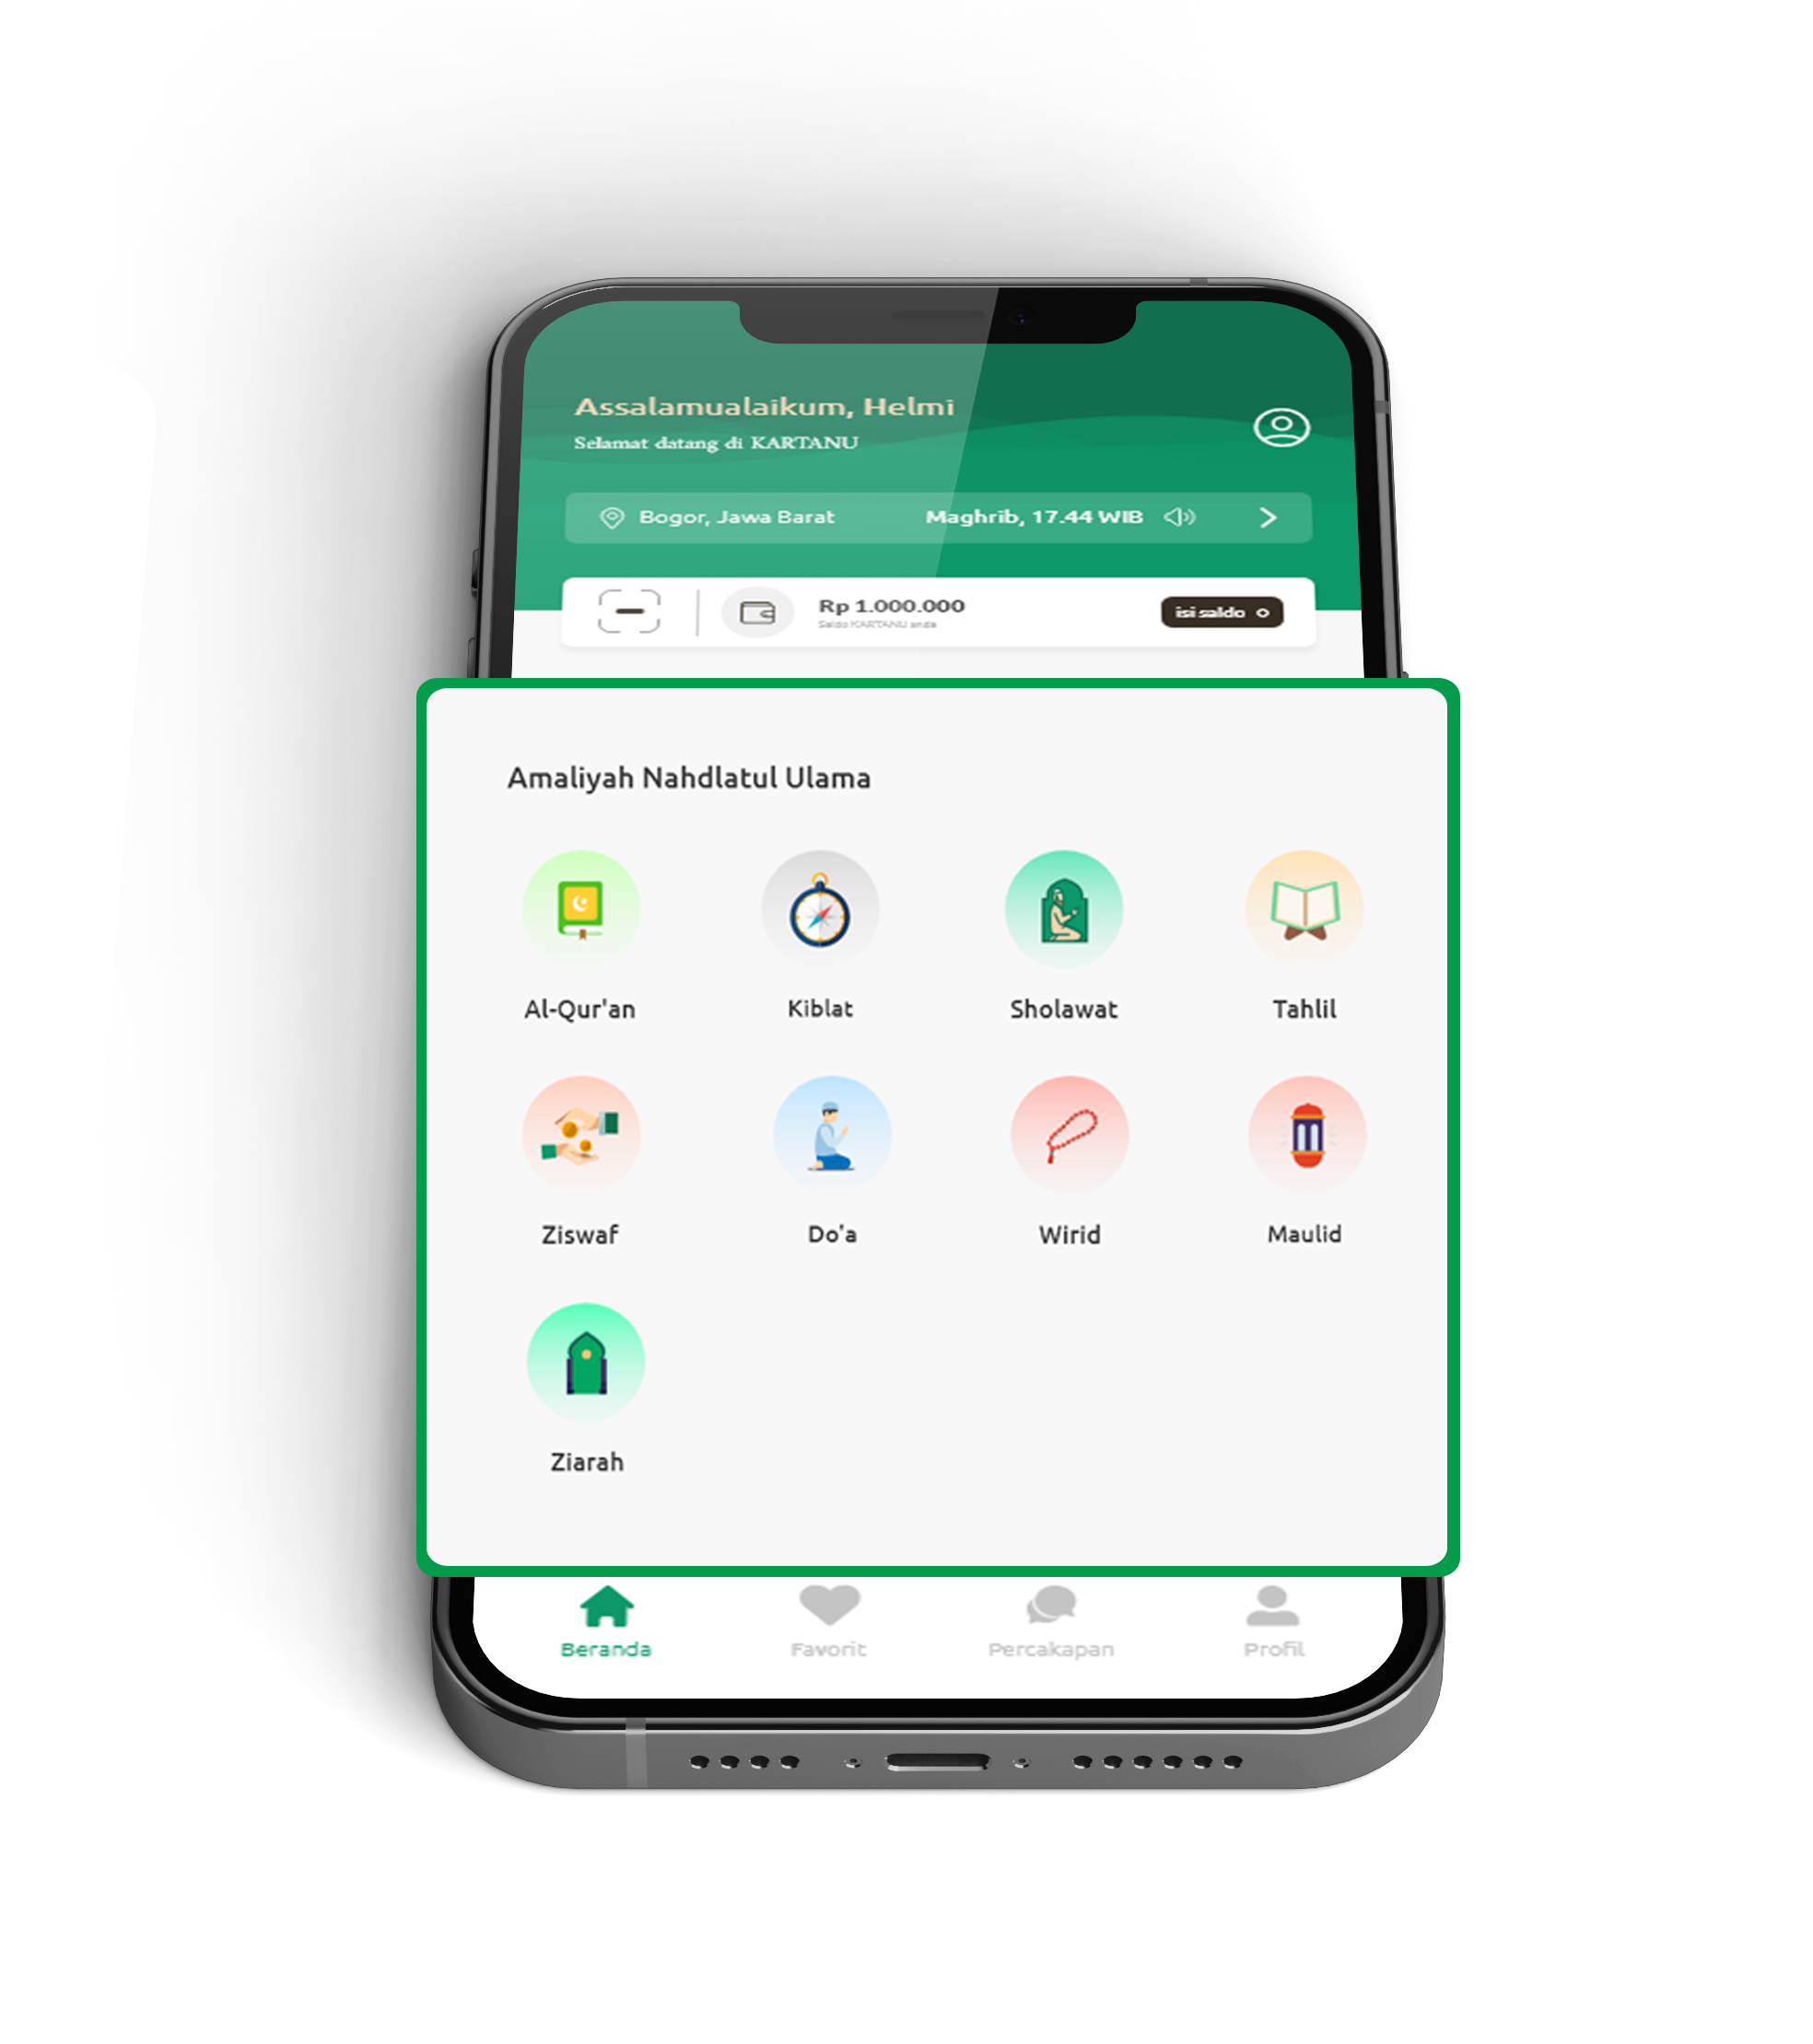 Assalamualaikum, Helmi
Selamat datang di KARTANU
Bogor, Jawa Barat Maghrib, 17.44 WIB
Rp 1.000.000
Saldo KARTANU anda
isi saldo
Amaliyah Nahdlatul Ulama
Al-Qur'an Kiblat Sholawat Tahlil
Ziswaf Do'a Wirid Maulid
Ziarah
Beranda Favorit Percakapan Profil